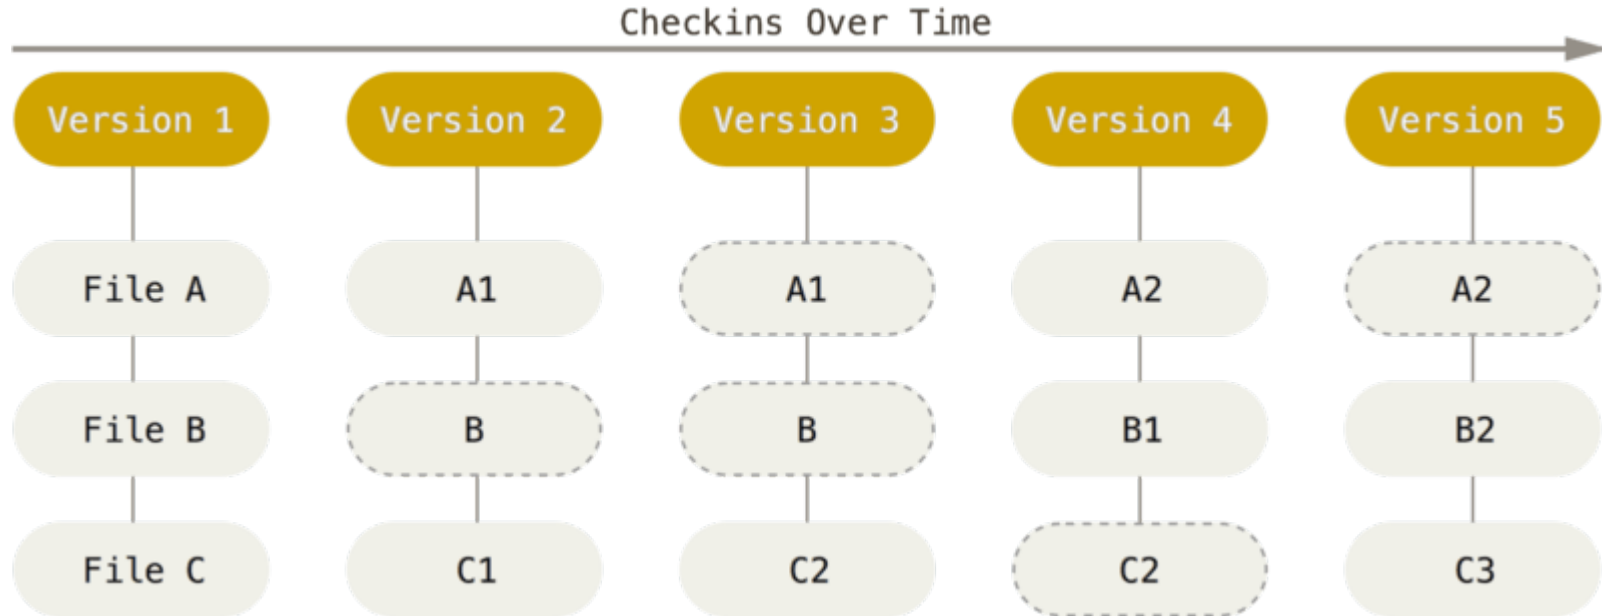 Checkins Over Time
Version 1 Version 2 Version 3 Version 4 Version 5
File A A1 A1 A2 A2
File B B B B1 B2
File C C1 C2 C2 C3